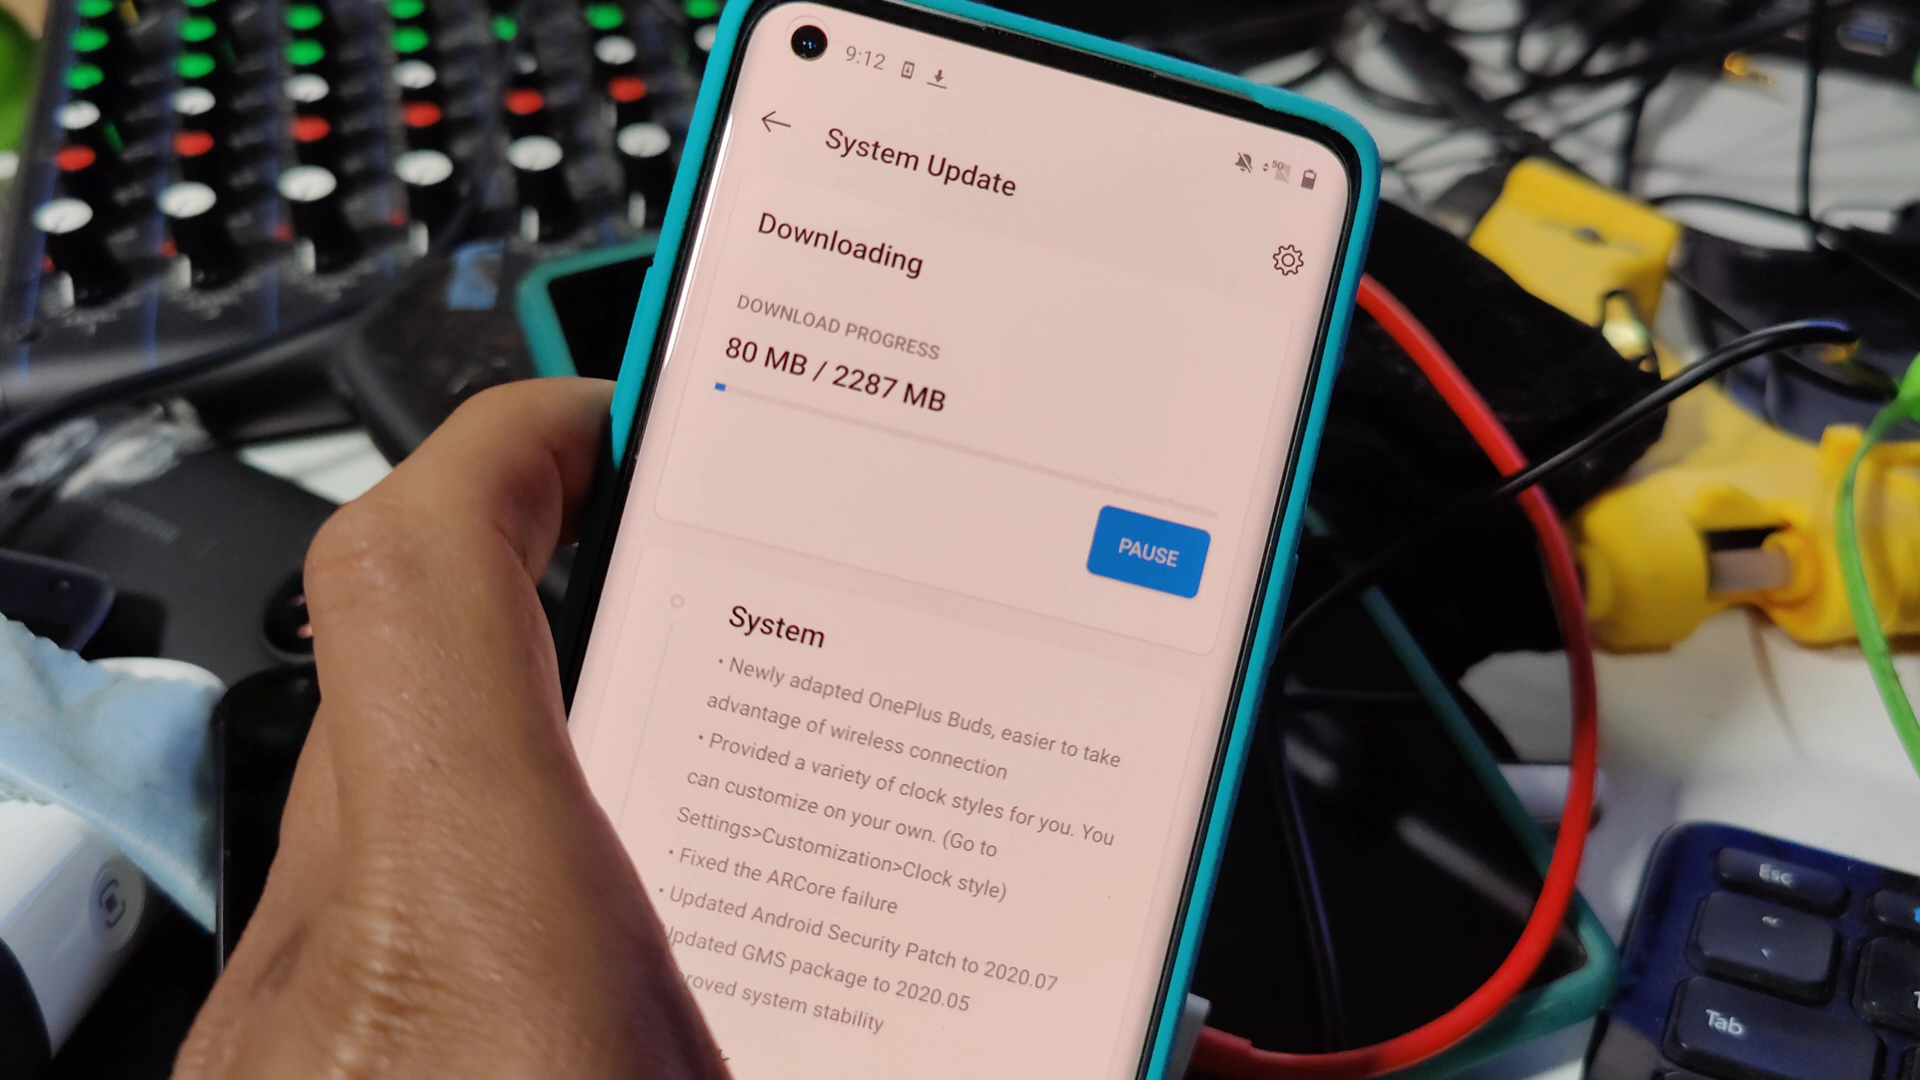 9:12
5G
System Update
Downloading
DOWNLOAD PROGRESS
80 MB / 2287 MB
PAUSE
System
• Newly adapted OnePlus Buds, easier to take
advantage of wireless connection
• Provided a variety of clock styles for you. You
can customize on your own. (Go to
Settings>Customization>Clock style)
• Fixed the ARCore failure
• Updated Android Security Patch to 2020.07
GMS package to 2020.05
system stability
Esc
Tab